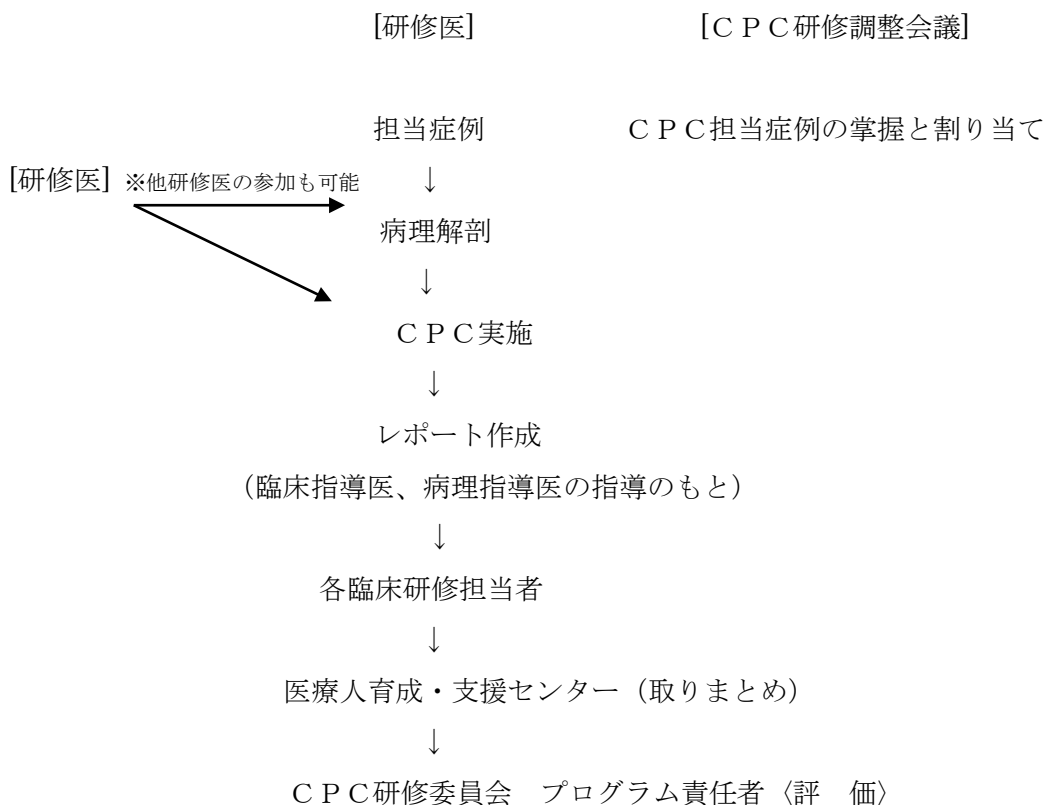 [研修医] [ＣＰＣ研修調整会議]
担当症例 ＣＰＣ担当症例の掌握と割り当て
[研修医] ※他研修医の参加も可能 ↓
病理解剖
↓
ＣＰＣ実施
↓
レポート作成
（臨床指導医、病理指導医の指導のもと）
↓
各臨床研修担当者
↓
医療人育成・支援センター（取りまとめ）
↓
ＣＰＣ研修委員会　プログラム責任者〈評　価〉